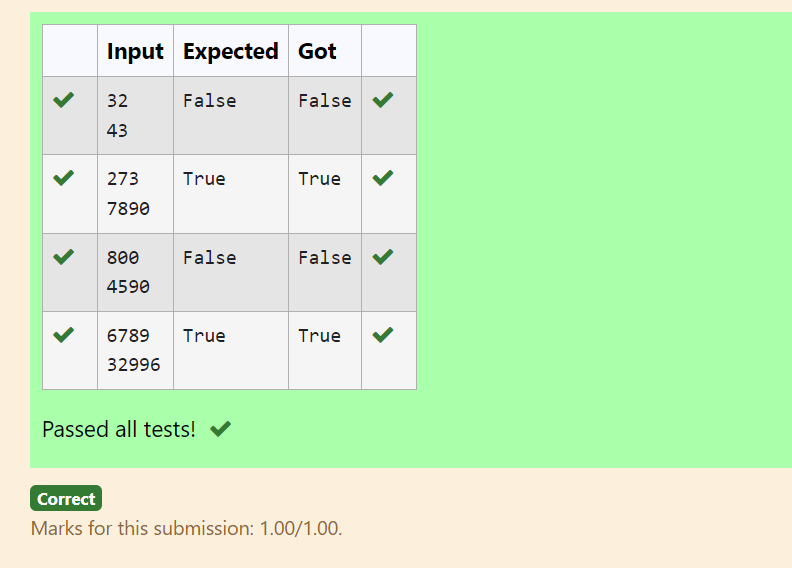 Input Expected Got
32 False False
43
273 True True
7890
800 False False
4590
6789 True True
32996
Passed all tests!
Correct
Marks for this submission: 1.00/1.00.